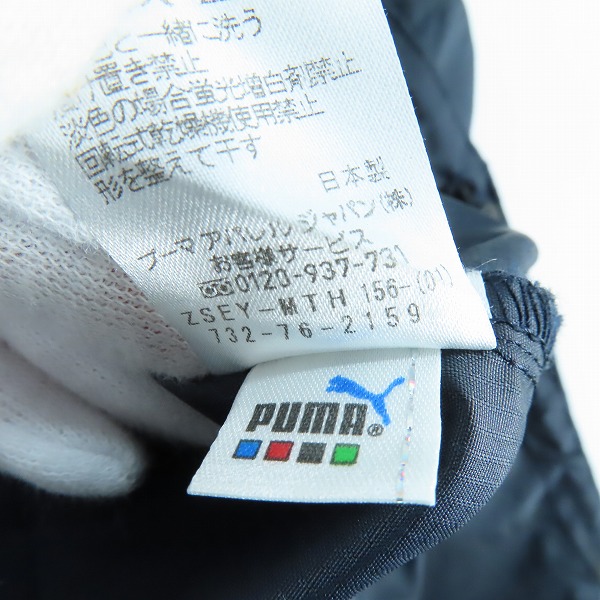 と一緒に洗う
置き禁止
淡色の場合蛍光増白剤禁止
回転式乾燥機使用禁止
形を整えて干す
日本製
プーマアパレルジャパン(株)
お客様サービス
0120-937-731
ZSEY-MTH 156-(01)
732-76-2159
PUMA®